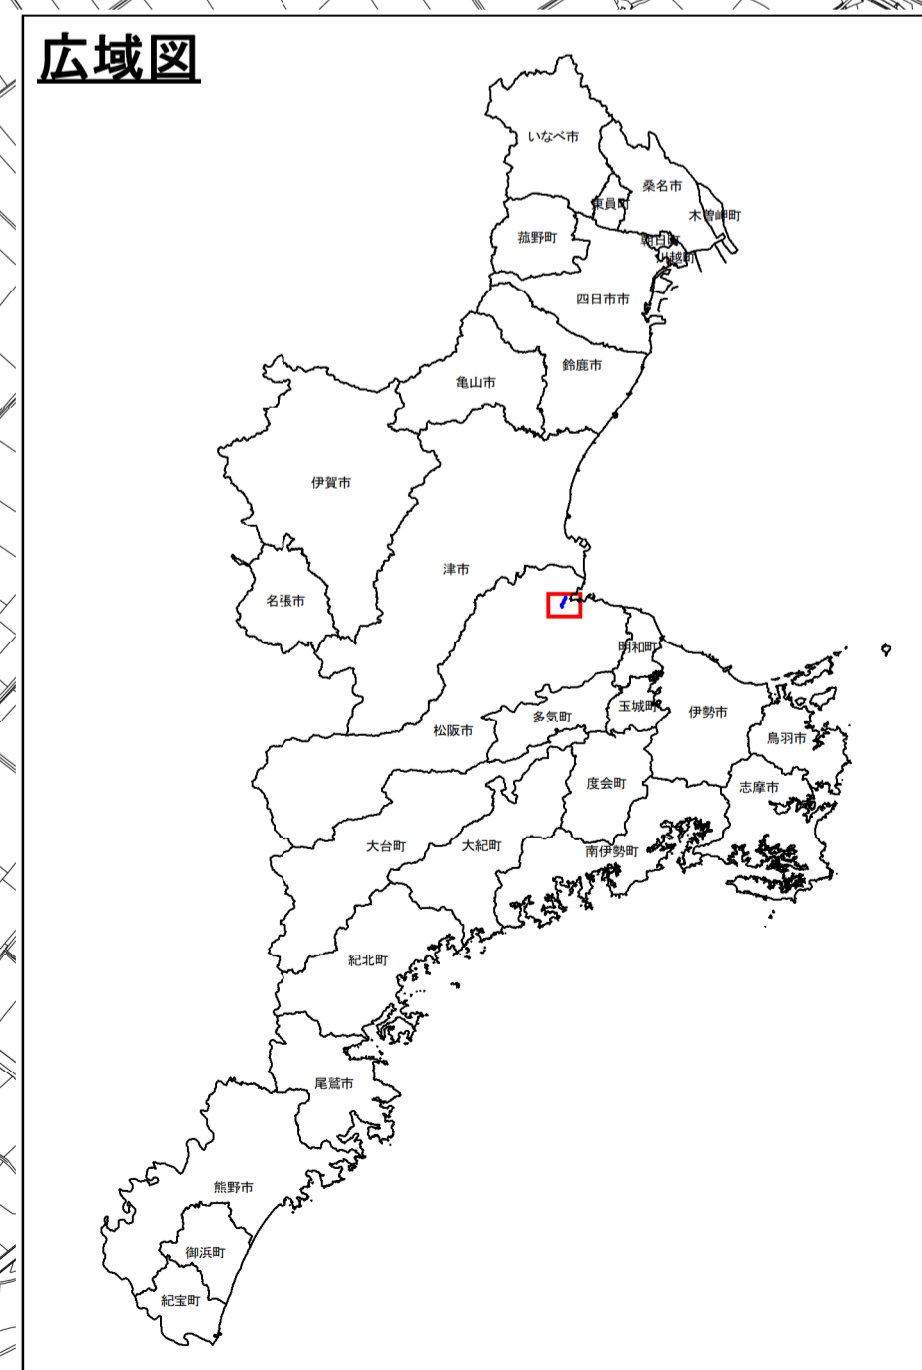 広域図
いなべ市
桑名市
東員町
木曽岬町
菰野町
朝日町
川越町
四日市市
鈴鹿市
亀山市
伊賀市
津市
名張市
明和町
玉城町
伊勢市
多気町
松阪市
鳥羽市
度会町
志摩市
大台町
大紀町
南伊勢町
紀北町
尾鷲市
熊野市
御浜町
紀宝町